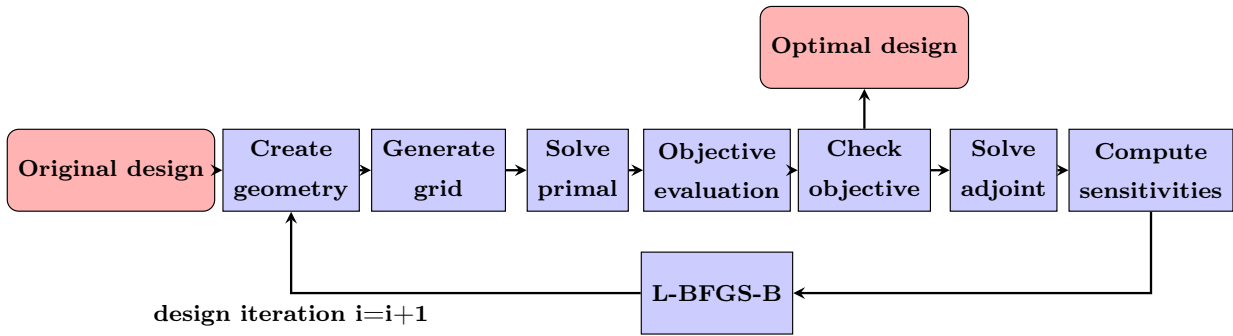 Optimal design
Original design
Create
geometry
Generate
grid
Solve
primal
Objective
evaluation
Check
objective
Solve
adjoint
Compute
sensitivities
L-BFGS-B
design iteration i=i+1